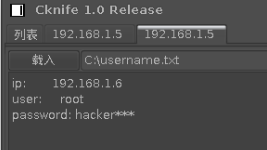 Cknife 1.0 Release
列表 192.168.1.5 192.168.1.5
载入 C:\username.txt
ip: 192.168.1.6
user: root
password: hacker***